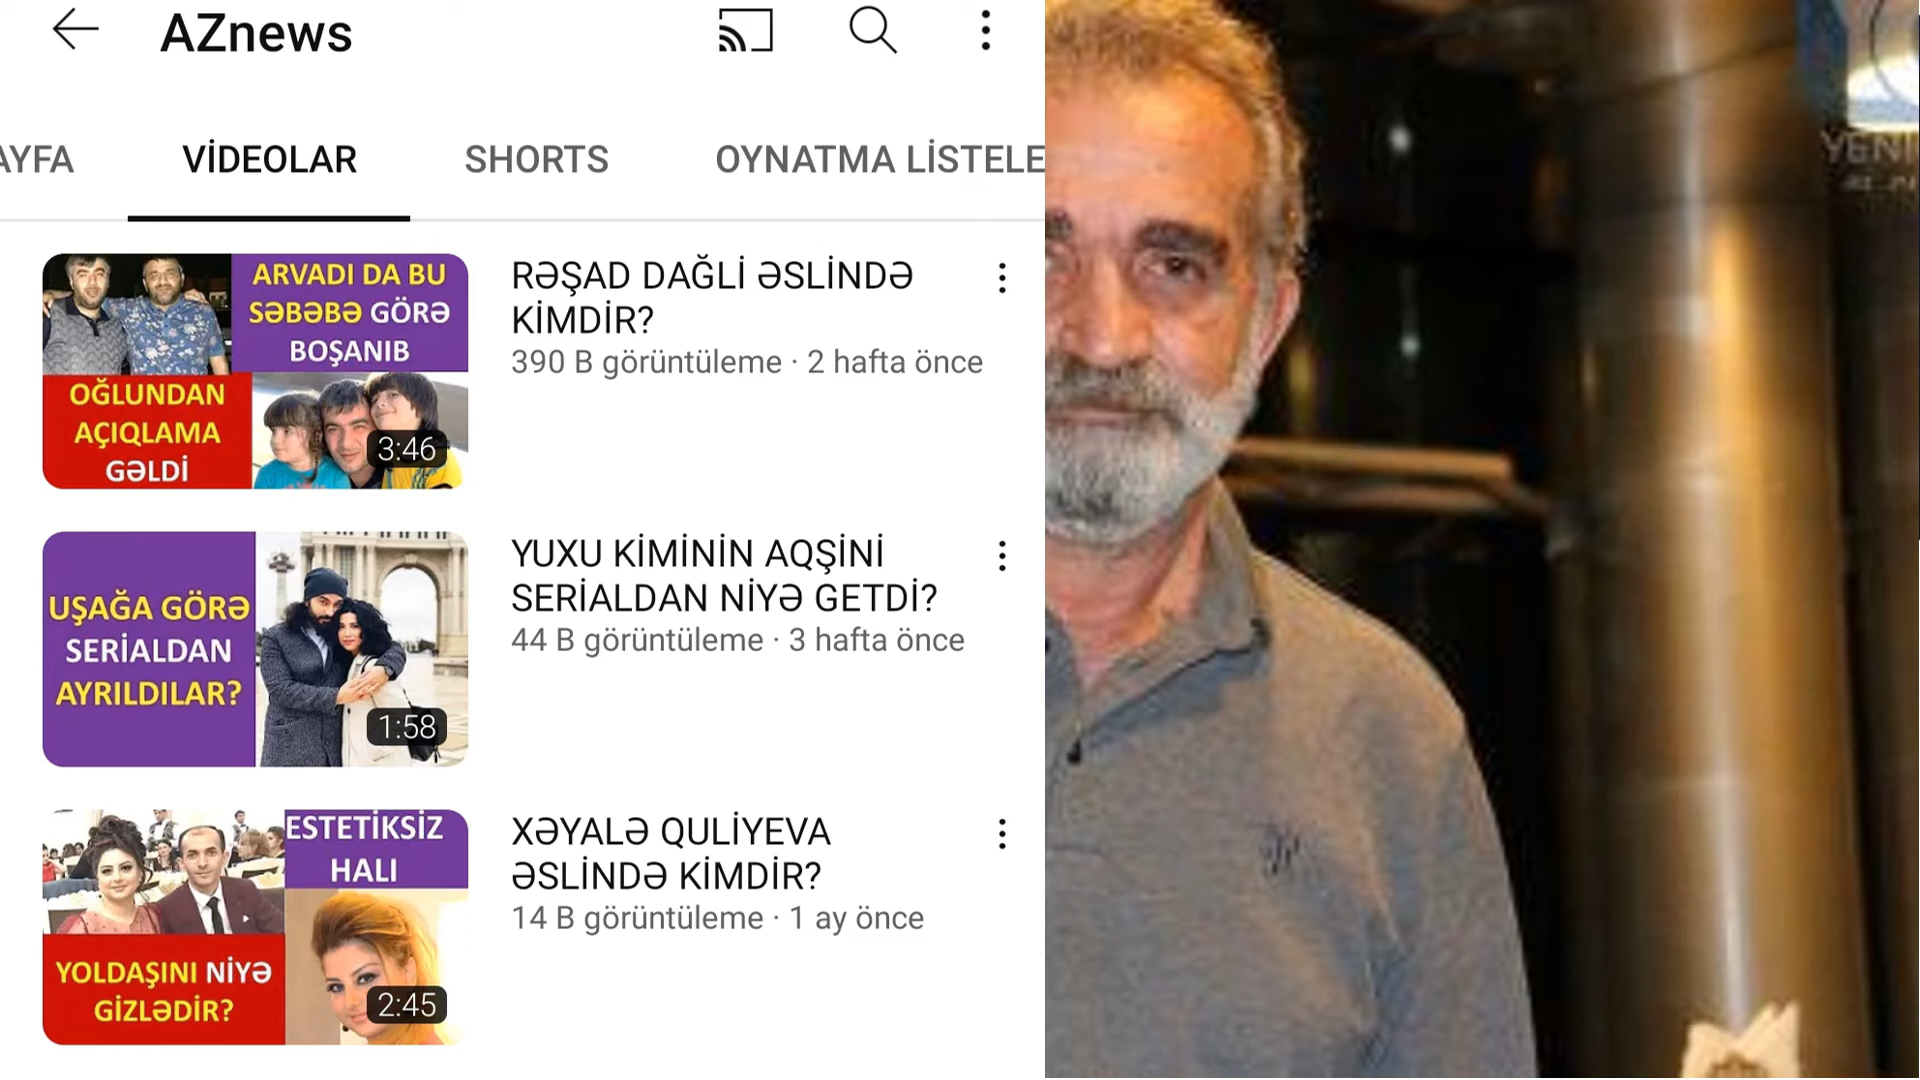 AZnews
AYFA
VİDEOLAR
SHORTS
OYNATMA LİSTELE
ARVADI DA BU
SƏBƏBƏ GÖRƏ
BOŞANIB
OĞLUNDAN
AÇIQLAMA
GƏLDİ
3:46
RƏŞAD DAĞLİ ƏSLİNDƏ
KİMDİR?
390 B görüntüleme · 2 hafta önce
UŞAĞA GÖRƏ
SERİALDAN
AYRILDILAR?
1:58
YUXU KİMİNİN AQŞİNİ
SERİALDAN NİYƏ GETDİ?
44 B görüntüleme · 3 hafta önce
ESTETİKSİZ
HALI
YOLDAŞINI NİYƏ
GİZLƏDİR?
2:45
XƏYALƏ QULİYEVA
ƏSLİNDƏ KİMDİR?
14 B görüntüleme · 1 ay önce
YENI